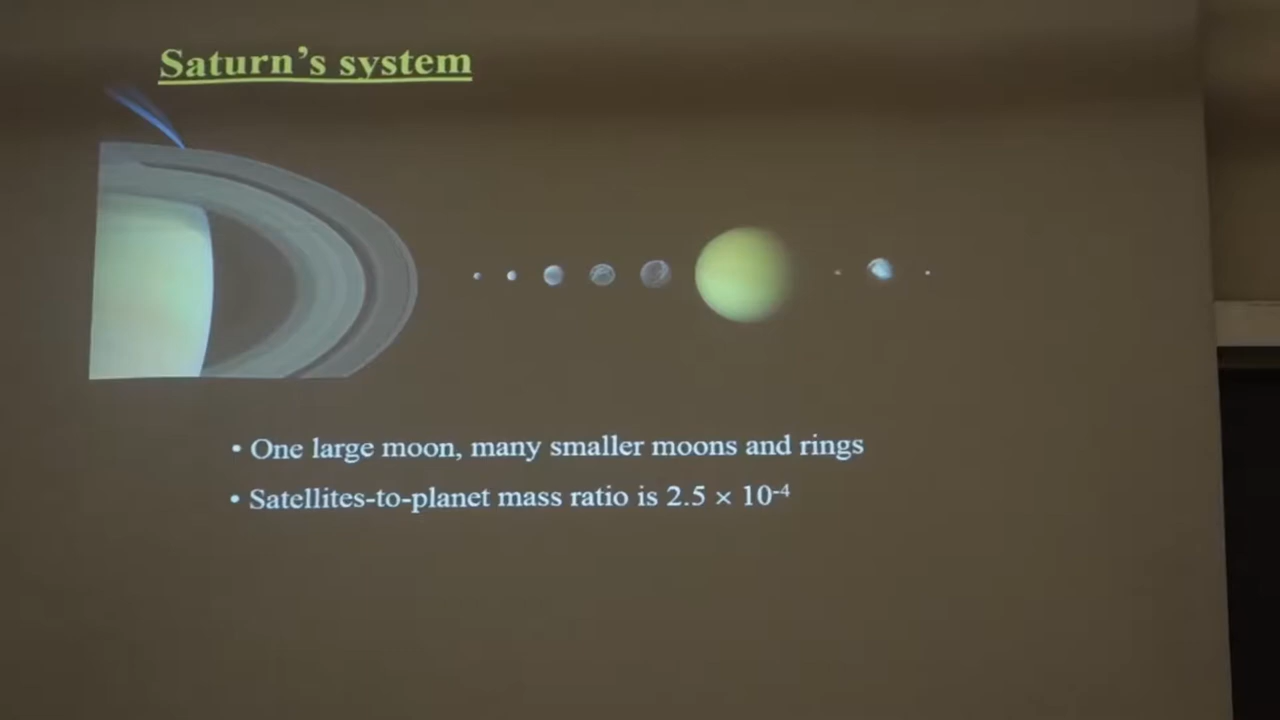 Saturn's system
• One large moon, many smaller moons and rings
• Satellites-to-planet mass ratio is 2.5 × 10⁻⁴